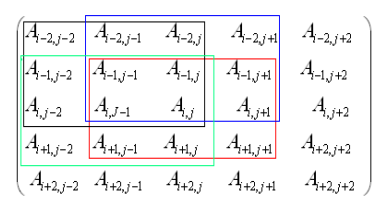 A_{i-2,j-2} A_{i-2,j-1} A_{i-2,j} A_{i-2,j+1} A_{i-2,j+2}
A_{i-1,j-2} A_{i-1,j-1} A_{i-1,j} A_{i-1,j+1} A_{i-1,j+2}
A_{i,j-2} A_{i,J-1} A_{i,j} A_{i,j+1} A_{i,j+2}
A_{i+1,j-2} A_{i+1,j-1} A_{i+1,j} A_{i+1,j+1} A_{i+2,j+2}
A_{i+2,j-2} A_{i+2,j-1} A_{i+2,j} A_{i+2,j+1} A_{i+2,j+2}